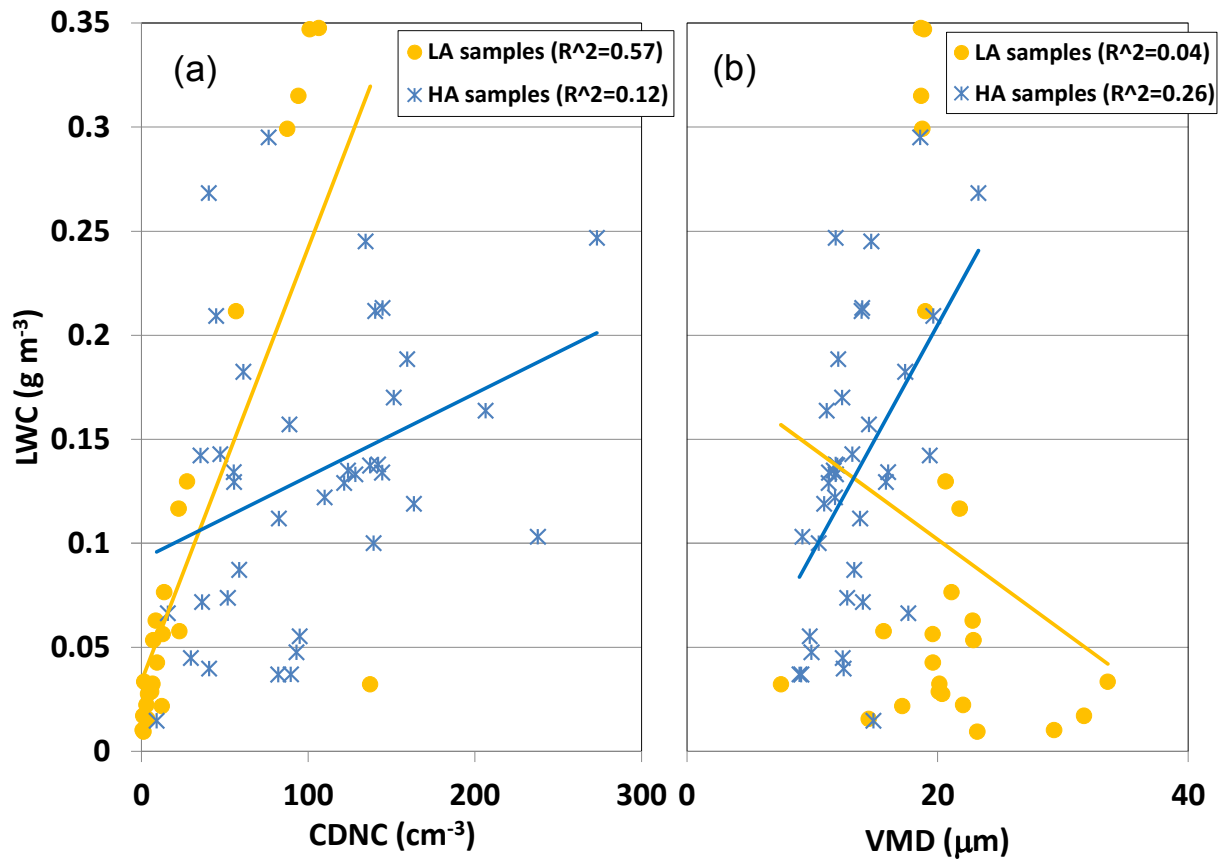 (a)
LA samples (R^2=0.57)
HA samples (R^2=0.12)
(b)
LA samples (R^2=0.04)
HA samples (R^2=0.26)
0.35
0.3
0.25
0.2
0.15
0.1
0.05
0
LWC (g m-3)
0 100 200 300
CDNC (cm-3)
0 20 40
VMD (μm)